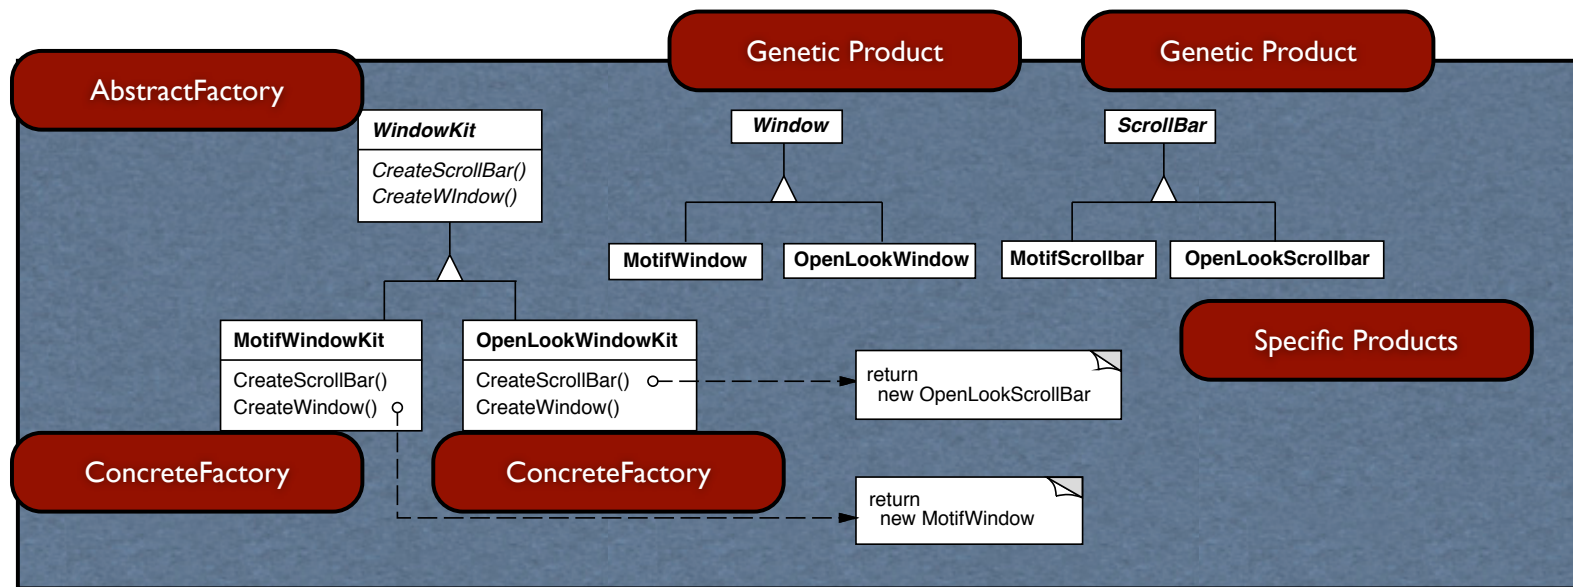 Genetic Product
Genetic Product
AbstractFactory
WindowKit
CreateScrollBar()
CreateWIndow()
Window
ScrollBar
MotifWindow
OpenLookWindow
MotifScrollbar
OpenLookScrollbar
MotifWindowKit
CreateScrollBar()
CreateWindow()
OpenLookWindowKit
CreateScrollBar()
CreateWindow()
Specific Products
return
new OpenLookScrollBar
ConcreteFactory
ConcreteFactory
return
new MotifWindow